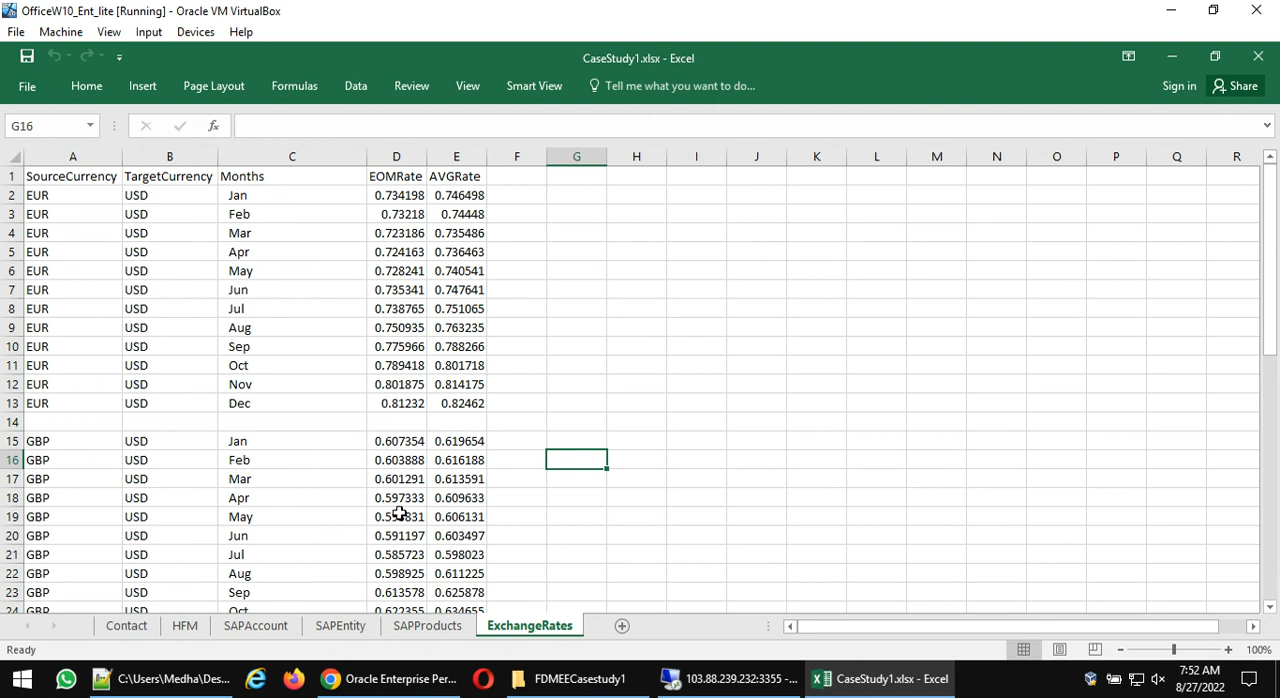 OfficeW10_Ent_lite [Running] - Oracle VM VirtualBox
File Machine View Input Devices Help
CaseStudy1.xlsx - Excel
File Home Insert Page Layout Formulas Data Review View Smart View Tell me what you want to do... Sign in Share
G16 fx
A B C D E F G H I J K L M N O P Q R
1 SourceCurrency TargetCurrency Months EOMRate AVGRate
2 EUR USD Jan 0.734198 0.746498
3 EUR USD Feb 0.73218 0.74448
4 EUR USD Mar 0.723186 0.735486
5 EUR USD Apr 0.724163 0.736463
6 EUR USD May 0.728241 0.740541
7 EUR USD Jun 0.735341 0.747641
8 EUR USD Jul 0.738765 0.751065
9 EUR USD Aug 0.750935 0.763235
10 EUR USD Sep 0.775966 0.788266
11 EUR USD Oct 0.789418 0.801718
12 EUR USD Nov 0.801875 0.814175
13 EUR USD Dec 0.81232 0.82462
14
15 GBP USD Jan 0.607354 0.619654
16 GBP USD Feb 0.603888 0.616188
17 GBP USD Mar 0.601291 0.613591
18 GBP USD Apr 0.597333 0.609633
19 GBP USD May 0.606131
20 GBP USD Jun 0.591197 0.603497
21 GBP USD Jul 0.585723 0.598023
22 GBP USD Aug 0.598925 0.611225
23 GBP USD Sep 0.613578 0.625878
24 GBP USD Oct 0.622355 0.634655
Contact HFM SAPAccount SAPEntity SAPProducts ExchangeRates
Ready 100%
C:\Users\Medha\Des... Oracle Enterprise Per... FDMEECasestudy1 103.88.239.232:3355 -... CaseStudy1.xlsx - Excel
7:52 AM
8/27/2022